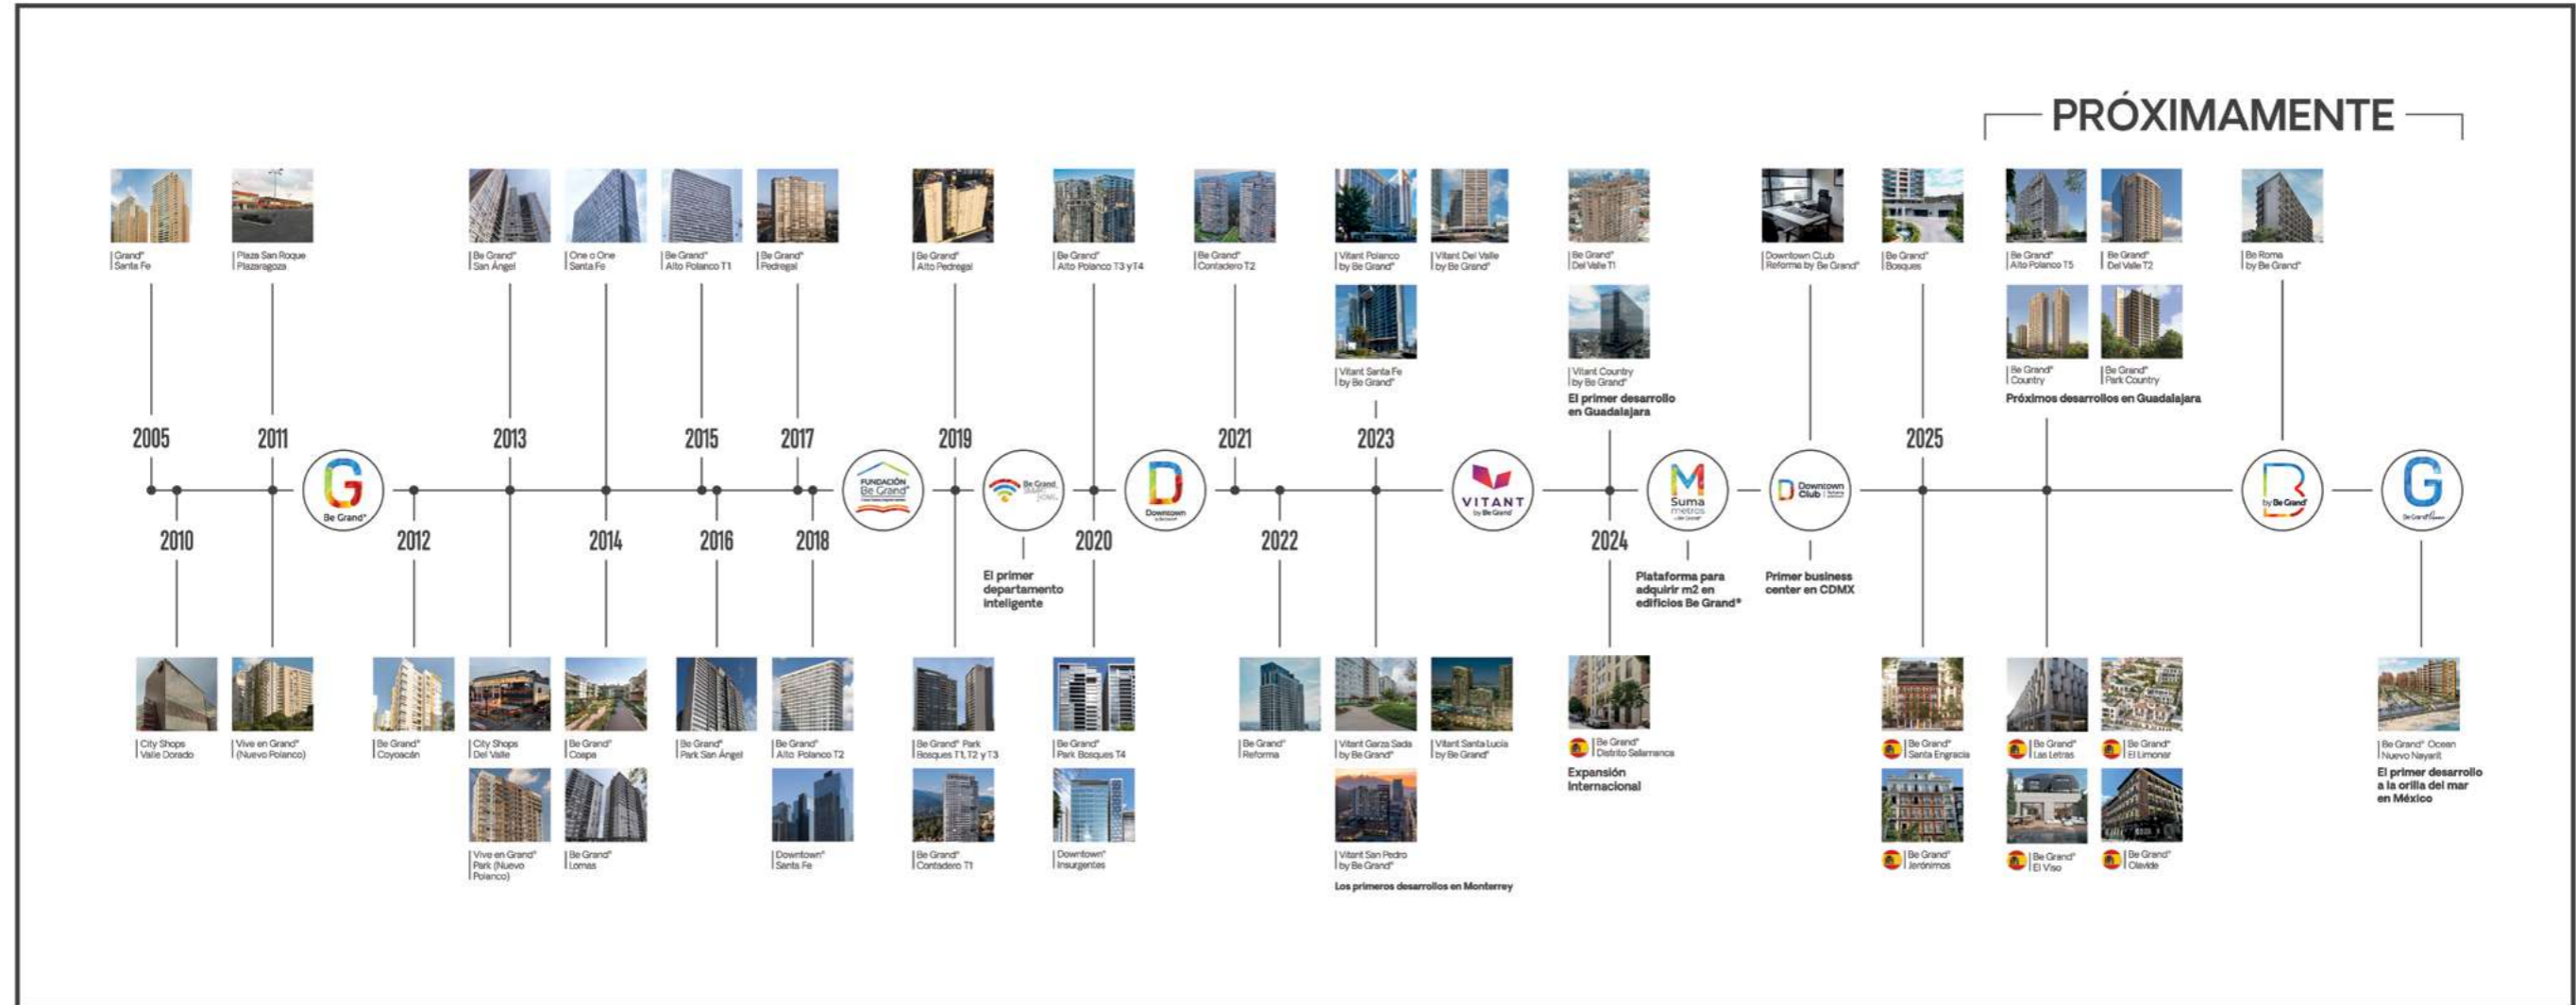 PRÓXIMAMENTE
Grand®
Santa Fe
Plaza San Roque
Plazaragoza
Be Grand®
San Ángel
One o One
Santa Fe
Be Grand®
Alto Polanco T1
Be Grand®
Pedregal
Be Grand®
Alto Pedregal
Be Grand®
Alto Polanco T3 y T4
Be Grand®
Contadero T2
Vitant Polanco
by Be Grand®
Vitant Del Valle
by Be Grand®
Be Grand®
Del Valle T1
Downtown CLub
Reforma by Be Grand®
Be Grand®
Bosques
Be Grand®
Alto Polanco T5
Be Grand®
Del Valle T2
Be Roma
by Be Grand®
Vitant Santa Fe
by Be Grand®
Vitant Country
by Be Grand®
El primer desarrollo
en Guadalajara
Be Grand®
Country
Be Grand®
Park Country
Próximos desarrollos en Guadalajara
2005
2011
2013
2015
2017
2019
2021
2023
2025
G
Be Grand®
FUNDACIÓN
Be Grand®
Be Grand
SMART
HOME
D
Downtown
VITANT
by Be Grand
M
Suma
metros
Downtown
Club
by Be Grand
G
Be Grand Ocean
2010
2012
2014
2016
2018
2020
2022
2024
El primer
departamento
inteligente
Plataforma para
adquirir m2 en
edificios Be Grand®
Primer business
center en CDMX
City Shops
Valle Dorado
Vive en Grand®
(Nuevo Polanco)
Be Grand®
Coyoacán
City Shops
Del Valle
Be Grand®
Coapa
Be Grand®
Park San Ángel
Be Grand®
Alto Polanco T2
Be Grand® Park
Bosques T1, T2 y T3
Be Grand®
Park Bosques T4
Be Grand®
Reforma
Vitant Garza Sada
by Be Grand®
Vitant Santa Lucía
by Be Grand®
Be Grand®
Distrito Salamanca
Expansión
Internacional
Be Grand®
Santa Engracia
Be Grand®
Las Letras
Be Grand®
El Limonar
Be Grand® Ocean
Nuevo Nayarit
El primer desarrollo
a la orilla del mar
en México
Vive en Grand®
Park (Nuevo
Polanco)
Be Grand®
Lomas
Downtown®
Santa Fe
Be Grand®
Contadero T1
Downtown®
Insurgentes
Vitant San Pedro
by Be Grand®
Los primeros desarrollos en Monterrey
Be Grand®
Jerónimos
Be Grand®
El Viso
Be Grand®
Olavide